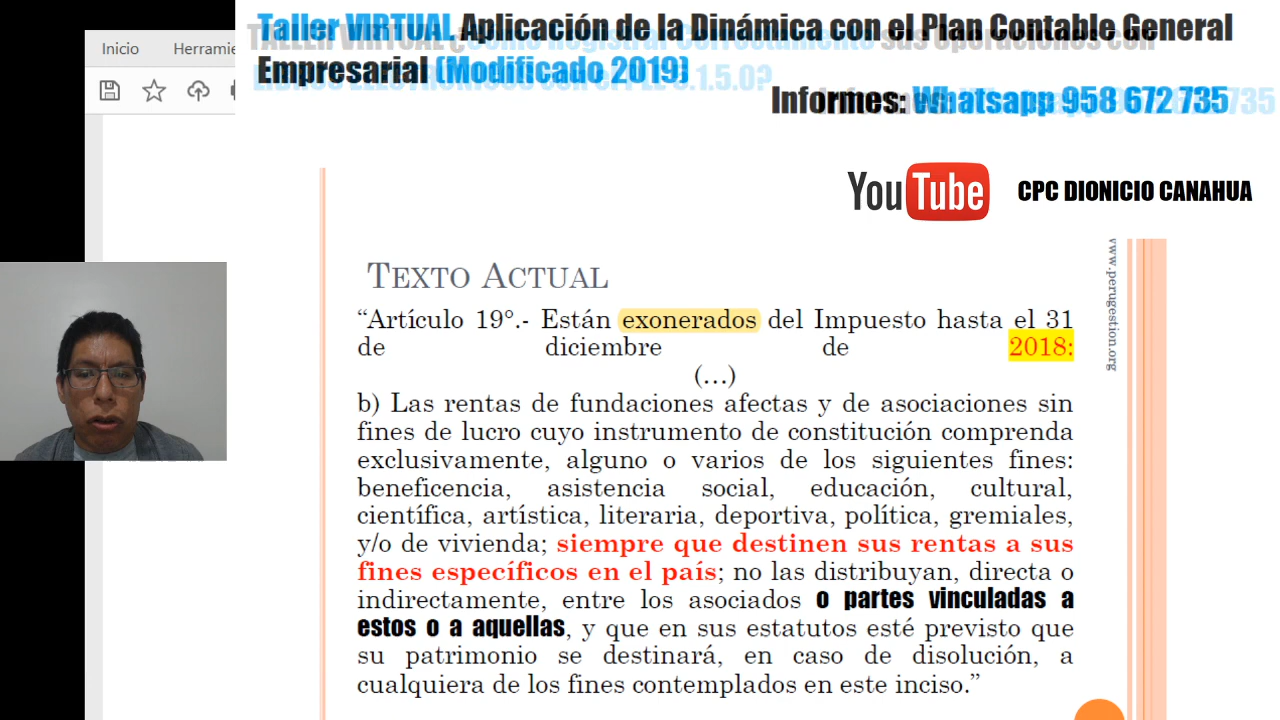 Taller VIRTUAL Aplicación de la Dinámica con el Plan Contable General
Empresarial (Modificado 2019)
Informes: Whatsapp 958 672 735
Inicio
Herramie
YouTube
CPC DIONICIO CANAHUA
www.perugestion.org
TEXTO ACTUAL
“Artículo 19°.- Están exonerados del Impuesto hasta el 31
de diciembre de 2018:
(…)
b) Las rentas de fundaciones afectas y de asociaciones sin
fines de lucro cuyo instrumento de constitución comprenda
exclusivamente, alguno o varios de los siguientes fines:
beneficencia, asistencia social, educación, cultural,
científica, artística, literaria, deportiva, política, gremiales,
y/o de vivienda; siempre que destinen sus rentas a sus
fines específicos en el país; no las distribuyan, directa o
indirectamente, entre los asociados o partes vinculadas a
estos o a aquellas, y que en sus estatutos esté previsto que
su patrimonio se destinará, en caso de disolución, a
cualquiera de los fines contemplados en este inciso.”